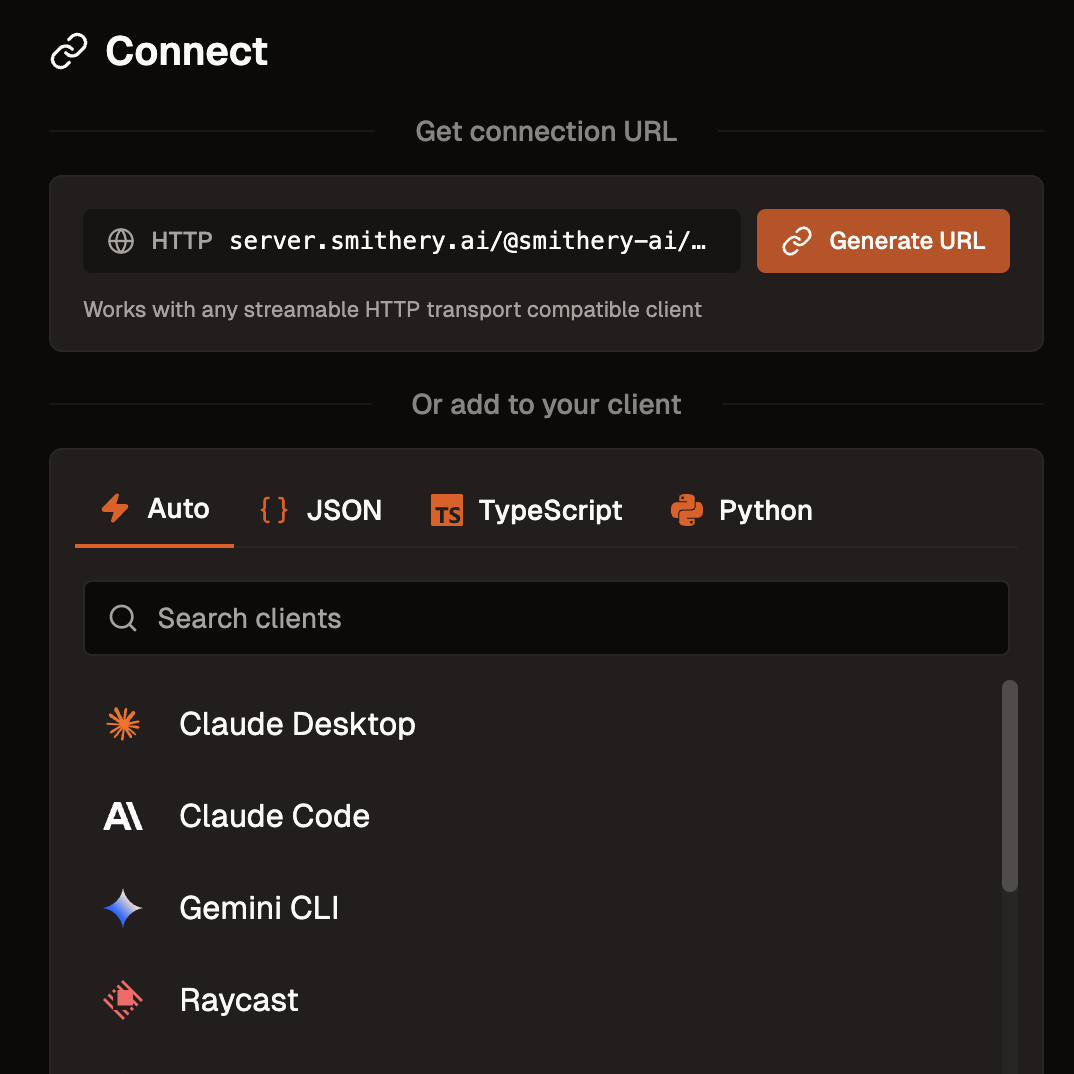 Connect
Get connection URL
HTTP server.smithery.ai/@smithery-ai/… Generate URL
Works with any streamable HTTP transport compatible client
Or add to your client
Auto {} JSON TS TypeScript Python
Search clients
Claude Desktop
A\ Claude Code
Gemini CLI
Raycast